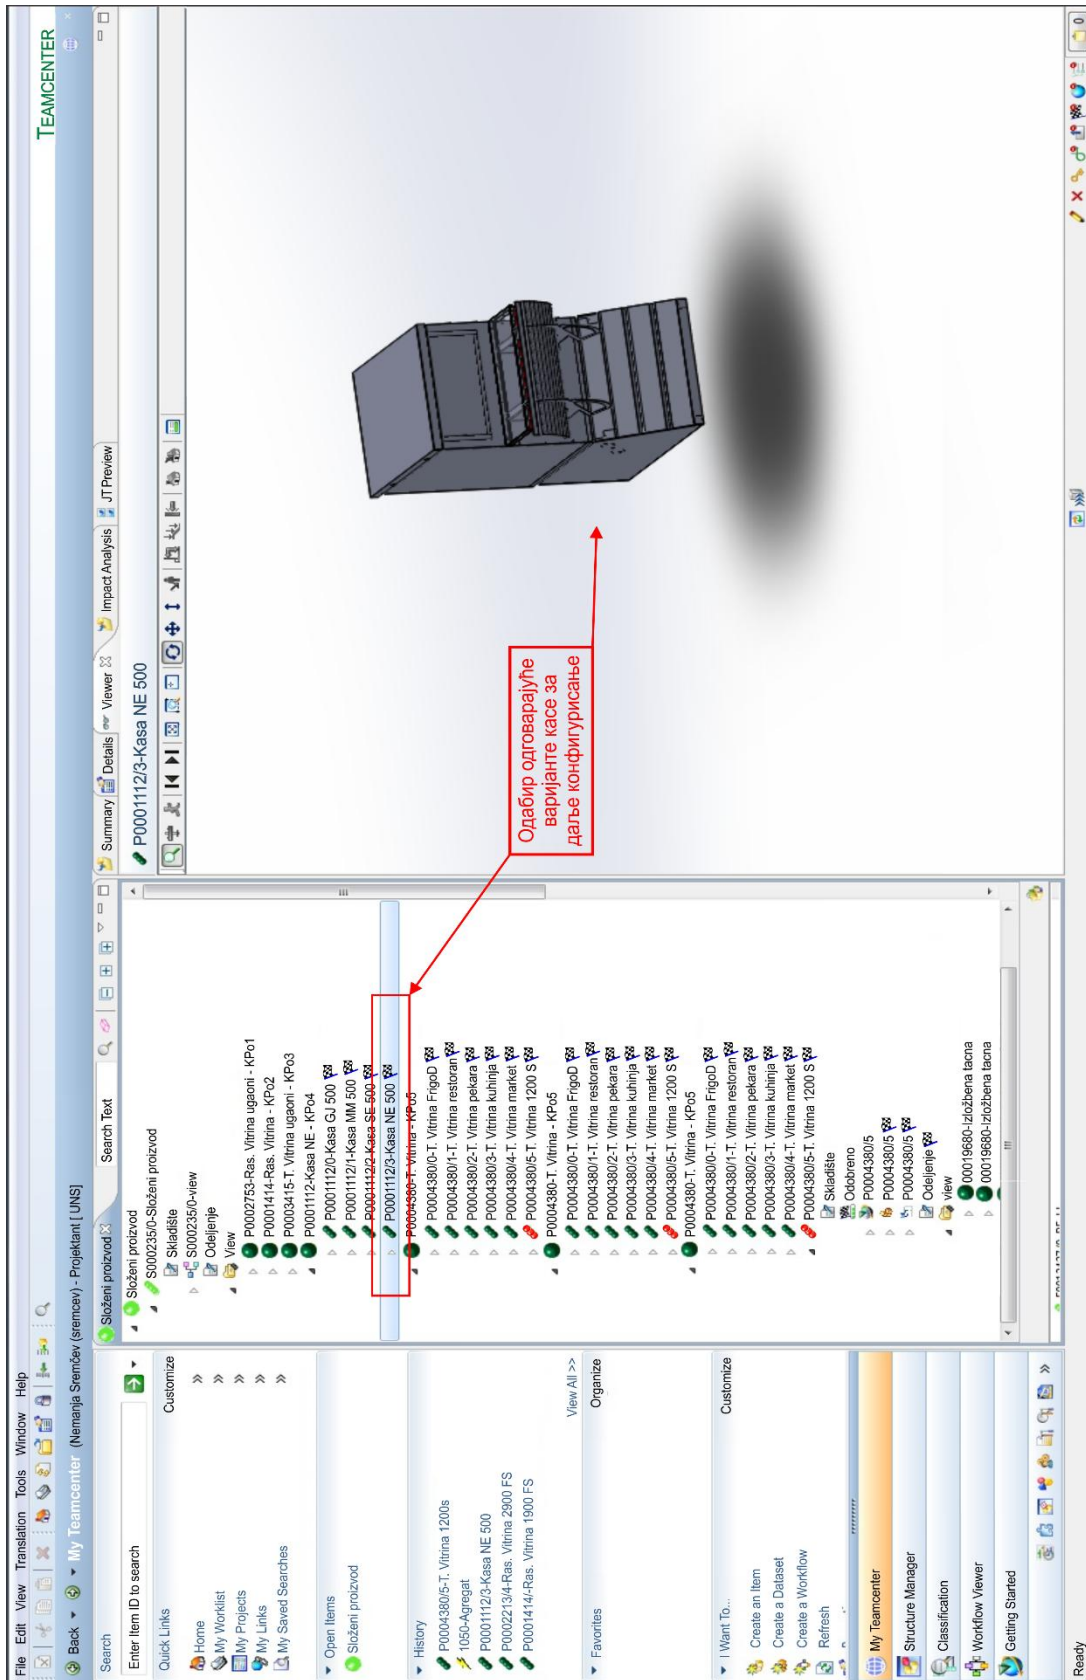 File Edit View Translation Tools Window Help
Back My Teamcenter (Nemanja Sremčev (sremcev) - Projektant [ UNS]
TEAMCENTER
Search
Enter Item ID to search
Quick Links Customize
Home
My Worklist
My Projects
My Links
My Saved Searches
Open Items
Složeni proizvod
History
P0004380/5-T. Vitrina 1200s
1050-Agregat
P0001112/3-Kasa NE 500
P0002213/4-Ras. Vitrina 2900 FS
P0001414/-Ras. Vitrina 1900 FS
View All >>
Favorites Organize
I Want To... Customize
Create an Item
Create a Dataset
Create a Workflow
Refresh
My Teamcenter
Structure Manager
Classification
Workflow Viewer
Getting Started
Ready
Složeni proizvod Search Text
Složeni proizvod
S000235/0-Složeni proizvod
Skladište
S000235/0-view
Odeljenje
View
P0002753-Ras. Vitrina ugaoni - KPo1
P0001414-Ras. Vitrina - KPo2
P0003415-T. Vitrina ugaoni - KPo3
P0001112-Kasa NE - KPo4
P0001112/0-Kasa GJ 500
P0001112/1-Kasa MM 500
P0001112/2-Kasa SE 500
P0001112/3-Kasa NE 500
P0004380-T. Vitrina - KPo5
P0004380/0-T. Vitrina FrigoD
P0004380/1-T. Vitrina restoran
P0004380/2-T. Vitrina pekara
P0004380/3-T. Vitrina kuhinja
P0004380/4-T. Vitrina market
P0004380/5-T. Vitrina 1200 S
P0004380-T. Vitrina - KPo5
P0004380/0-T. Vitrina FrigoD
P0004380/1-T. Vitrina restoran
P0004380/2-T. Vitrina pekara
P0004380/3-T. Vitrina kuhinja
P0004380/4-T. Vitrina market
P0004380/5-T. Vitrina 1200 S
P0004380-T. Vitrina - KPo5
P0004380/0-T. Vitrina FrigoD
P0004380/1-T. Vitrina restoran
P0004380/2-T. Vitrina pekara
P0004380/3-T. Vitrina kuhinja
P0004380/4-T. Vitrina market
P0004380/5-T. Vitrina 1200 S
Skladište
Odobreno
P0004380/5
P0004380/5
P0004380/5
Odeljenje
view
00019680-Izložbena tacna
00019680-Izložbena tacna
Summary Details Viewer Impact Analysis JT Preview
P0001112/3-Kasa NE 500
Одабир одговарајуће
варијанте касе за
даље конфигурисање
0